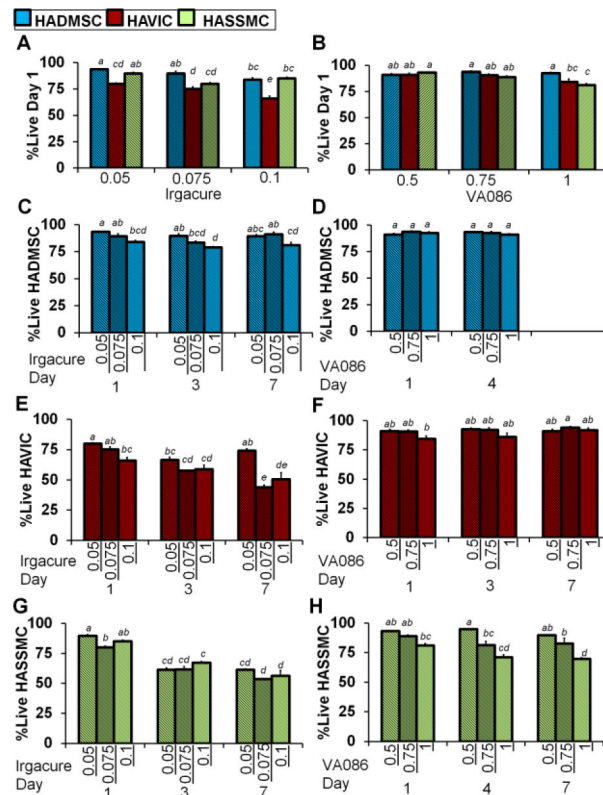 HADMSC HAVIC HASSMC
A
%Live Day 1
100
75
50
25
0
a cd ab ab d cd bc e bc
0.05 0.075 0.1
Irgacure
B
%Live Day 1
100
75
50
25
0
ab ab a a ab ab ab bc c
0.5 0.75 1
VA086
C
%Live HADMSC
100
75
50
25
0
a ab bcd ab bcd d abc ab cd
Irgacure 0.05 0.075 0.1 0.05 0.075 0.1 0.05 0.075 0.1
Day 1 3 7
D
%Live HADMSC
100
75
50
25
0
a a a a a a
VA086 0.5 0.75 1 0.5 0.75 1
Day 1 4
E
%Live HAVIC
100
75
50
25
0
a ab bc bc cd cd ab e de
Irgacure 0.05 0.075 0.1 0.05 0.075 0.1 0.05 0.075 0.1
Day 1 3 7
F
%Live HAVIC
100
75
50
25
0
ab ab b ab ab ab ab a ab
VA086 0.5 0.75 1 0.5 0.75 1 0.5 0.75 1
Day 1 3 7
G
%Live HASSMC
100
75
50
25
0
a b ab cd cd c cd d d
Irgacure 0.05 0.075 0.1 0.05 0.075 0.1 0.05 0.075 0.1
Day 1 3 7
H
%Live HASSMC
100
75
50
25
0
ab ab bc a bc cd ab b d
VA086 0.5 0.75 1 0.5 0.75 1 0.5 0.75 1
Day 1 4 7